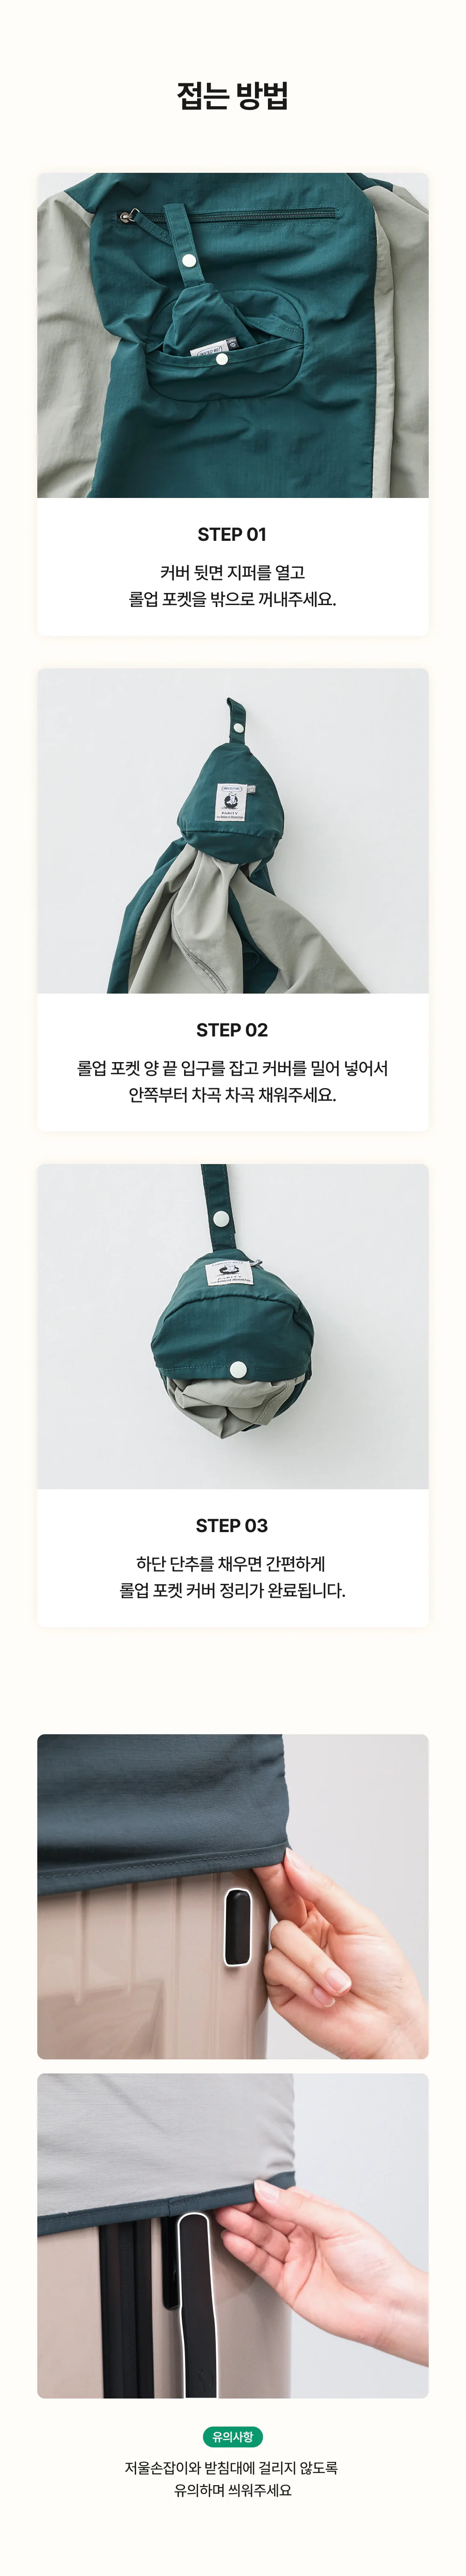 접는 방법
STEP 01
커버 뒷면 지퍼를 열고
롤업 포켓을 밖으로 꺼내주세요.
PURITY
STEP 02
롤업 포켓 양 끝 입구를 잡고 커버를 밀어 넣어서
안쪽부터 차곡 차곡 채워주세요.
PURITY
STEP 03
하단 단추를 채우면 간편하게
롤업 포켓 커버 정리가 완료됩니다.
유의사항
저울손잡이와 받침대에 걸리지 않도록
유의하며 씌워주세요